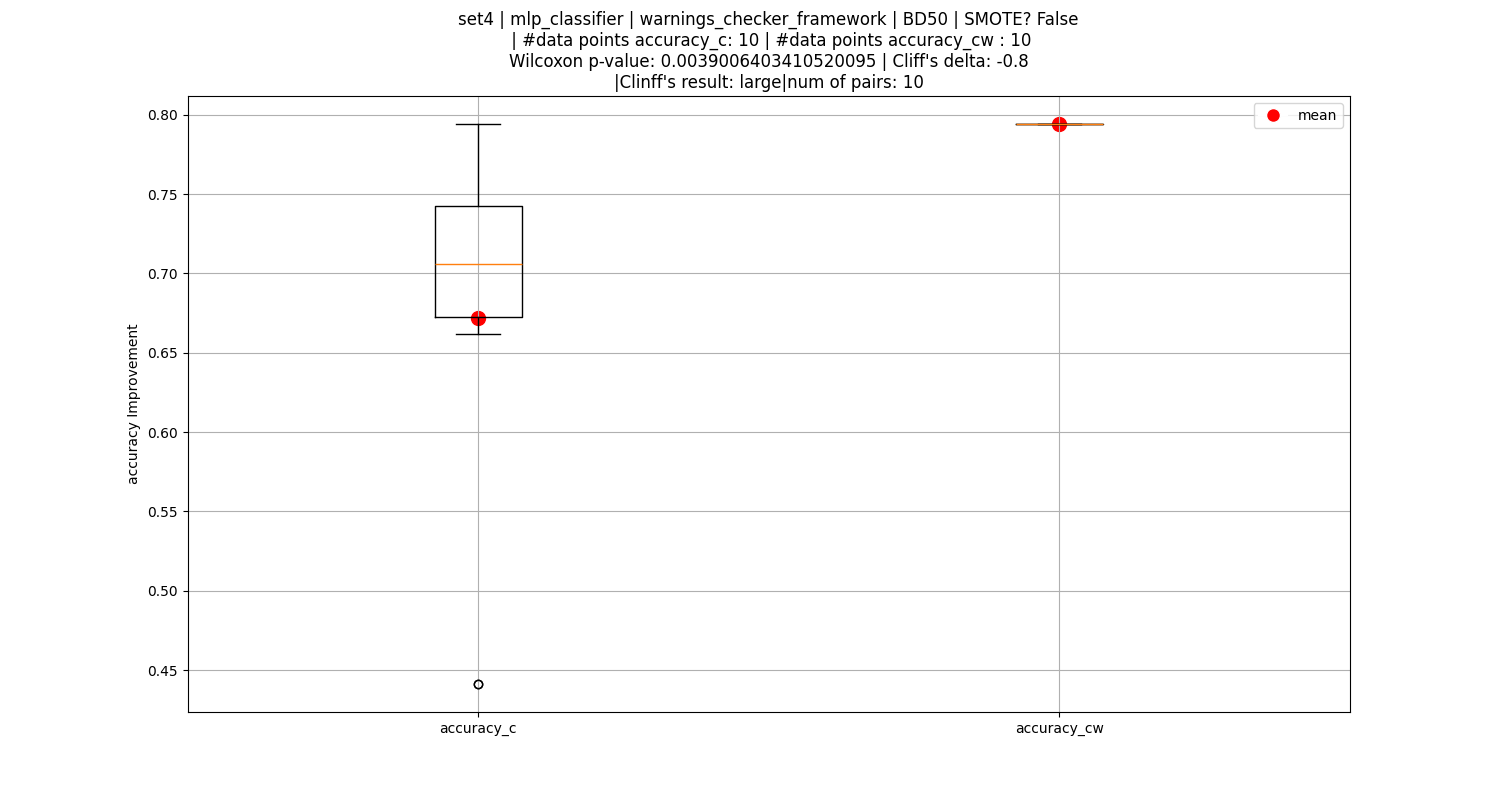 set4 | mlp_classifier | warnings_checker_framework | BD50 | SMOTE? False
| #data points accuracy_c: 10 | #data points accuracy_cw : 10
Wilcoxon p-value: 0.0039006403410520095 | Cliff's delta: -0.8
|Clinff's result: large|num of pairs: 10
mean
0.80
0.75
0.70
0.65
0.60
0.55
0.50
0.45
accuracy Improvement
accuracy_c
accuracy_cw